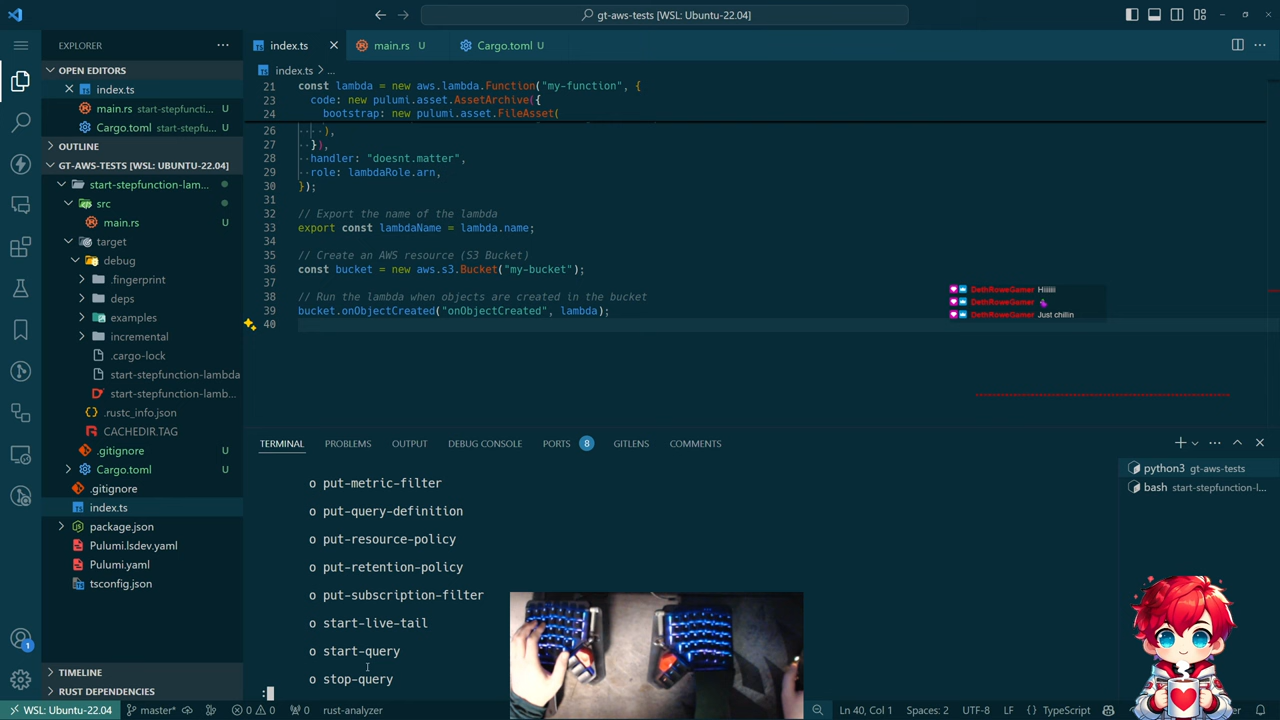 gt-aws-tests [WSL: Ubuntu-22.04]
EXPLORER
OPEN EDITORS
index.ts
main.rs start-stepfuncti... U
Cargo.toml start-stepfu... U
OUTLINE
GT-AWS-TESTS [WSL: UBUNTU-22.04]
start-stepfunction-lam...
src
main.rs U
target
debug
.fingerprint
deps
examples
incremental
.cargo-lock
start-stepfunction-lambda
start-stepfunction-lamb...
.rustc_info.json
CACHEDIR.TAG
.gitignore U
Cargo.toml U
.gitignore
index.ts
package.json
Pulumi.lsdev.yaml
Pulumi.yaml
tsconfig.json
TIMELINE
RUST DEPENDENCIES
index.ts
main.rs U
Cargo.toml U
index.ts > ...
21 const lambda = new aws.lambda.Function("my-function", {
23 code: new pulumi.asset.AssetArchive({
24 bootstrap: new pulumi.asset.FileAsset(
26 ),
27 }),
28 handler: "doesnt.matter",
29 role: lambdaRole.arn,
30 });
31
32 // Export the name of the lambda
33 export const lambdaName = lambda.name;
34
35 // Create an AWS resource (S3 Bucket)
36 const bucket = new aws.s3.Bucket("my-bucket");
37
38 // Run the lambda when objects are created in the bucket
39 bucket.onObjectCreated("onObjectCreated", lambda);
40
DethRoweGamer Hiiiiii
DethRoweGamer
DethRoweGamer Just chillin
TERMINAL PROBLEMS OUTPUT DEBUG CONSOLE PORTS 8 GITLENS COMMENTS
o put-metric-filter
o put-query-definition
o put-resource-policy
o put-retention-policy
o put-subscription-filter
o start-live-tail
o start-query
o stop-query
:
python3 gt-aws-tests
bash start-stepfunction-l...
1
WSL: Ubuntu-22.04 master* 0 0 0 rust-analyzer Ln 40, Col 1 Spaces: 2 UTF-8 LF TypeScript